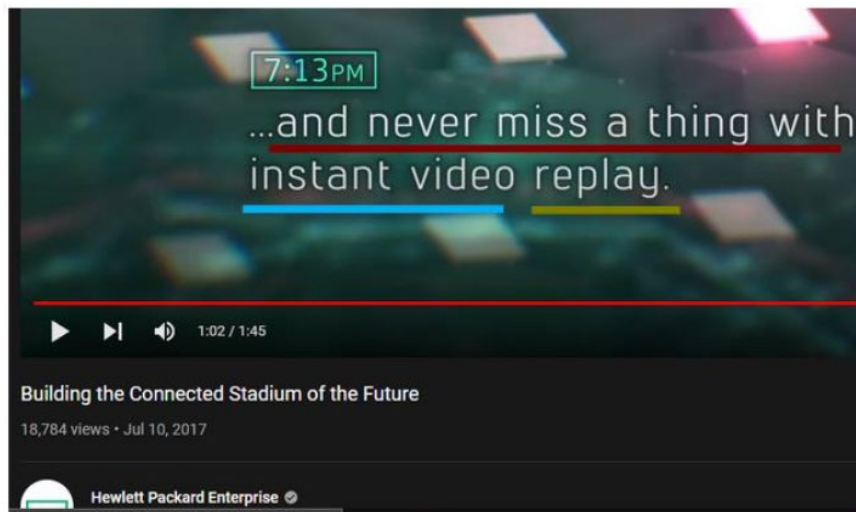 7:13PM
...and never miss a thing with
instant video replay.
1:02 / 1:45
Building the Connected Stadium of the Future
18,784 views • Jul 10, 2017
Hewlett Packard Enterprise